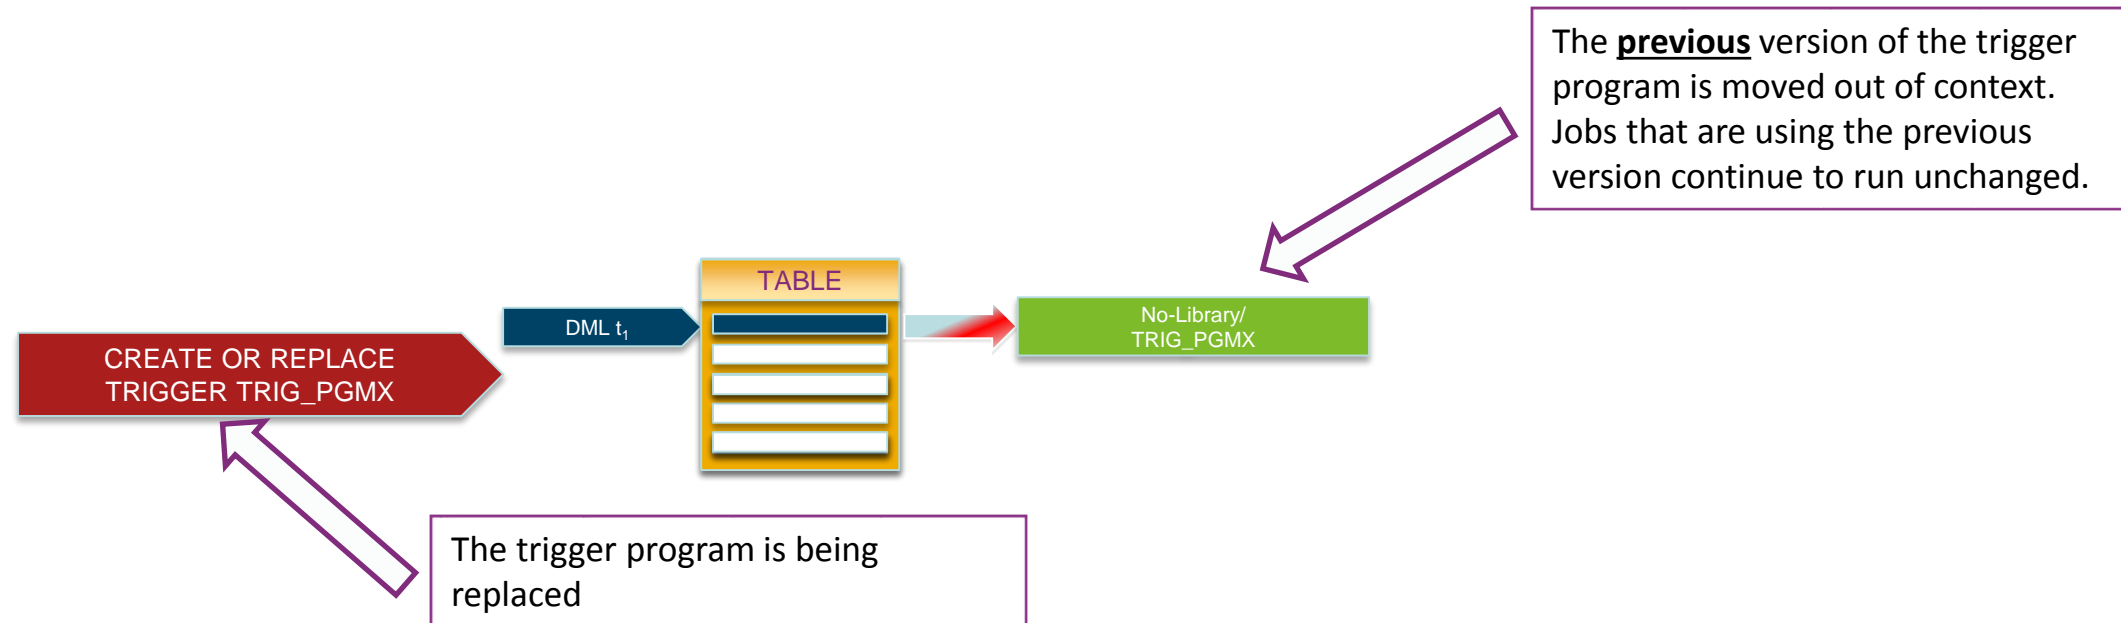 The previous version of the trigger
program is moved out of context.
Jobs that are using the previous
version continue to run unchanged.
TABLE
DML t₁
No-Library/
TRIG_PGMX
CREATE OR REPLACE
TRIGGER TRIG_PGMX
The trigger program is being
replaced